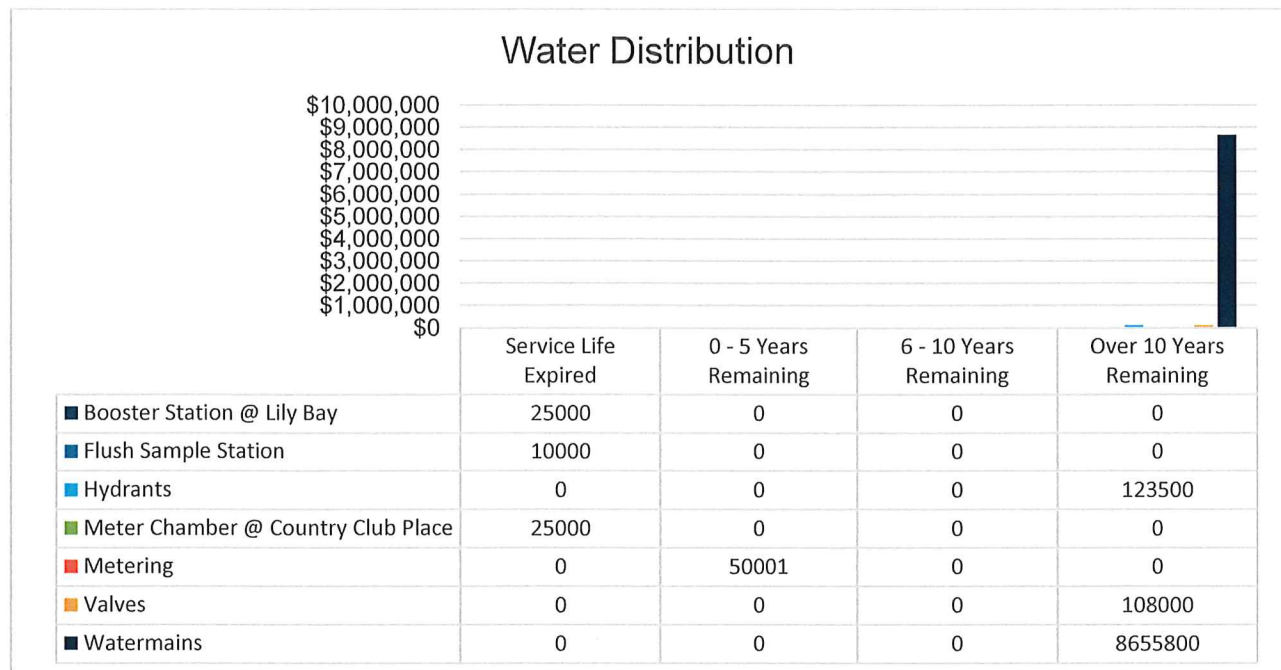 Water Distribution
$10,000,000
$9,000,000
$8,000,000
$7,000,000
$6,000,000
$5,000,000
$4,000,000
$3,000,000
$2,000,000
$1,000,000
$0
Service Life Expired 0 - 5 Years Remaining 6 - 10 Years Remaining Over 10 Years Remaining
Booster Station @ Lily Bay 25000 0 0 0
Flush Sample Station 10000 0 0 0
Hydrants 0 0 0 123500
Meter Chamber @ Country Club Place 25000 0 0 0
Metering 0 50001 0 0
Valves 0 0 0 108000
Watermains 0 0 0 8655800